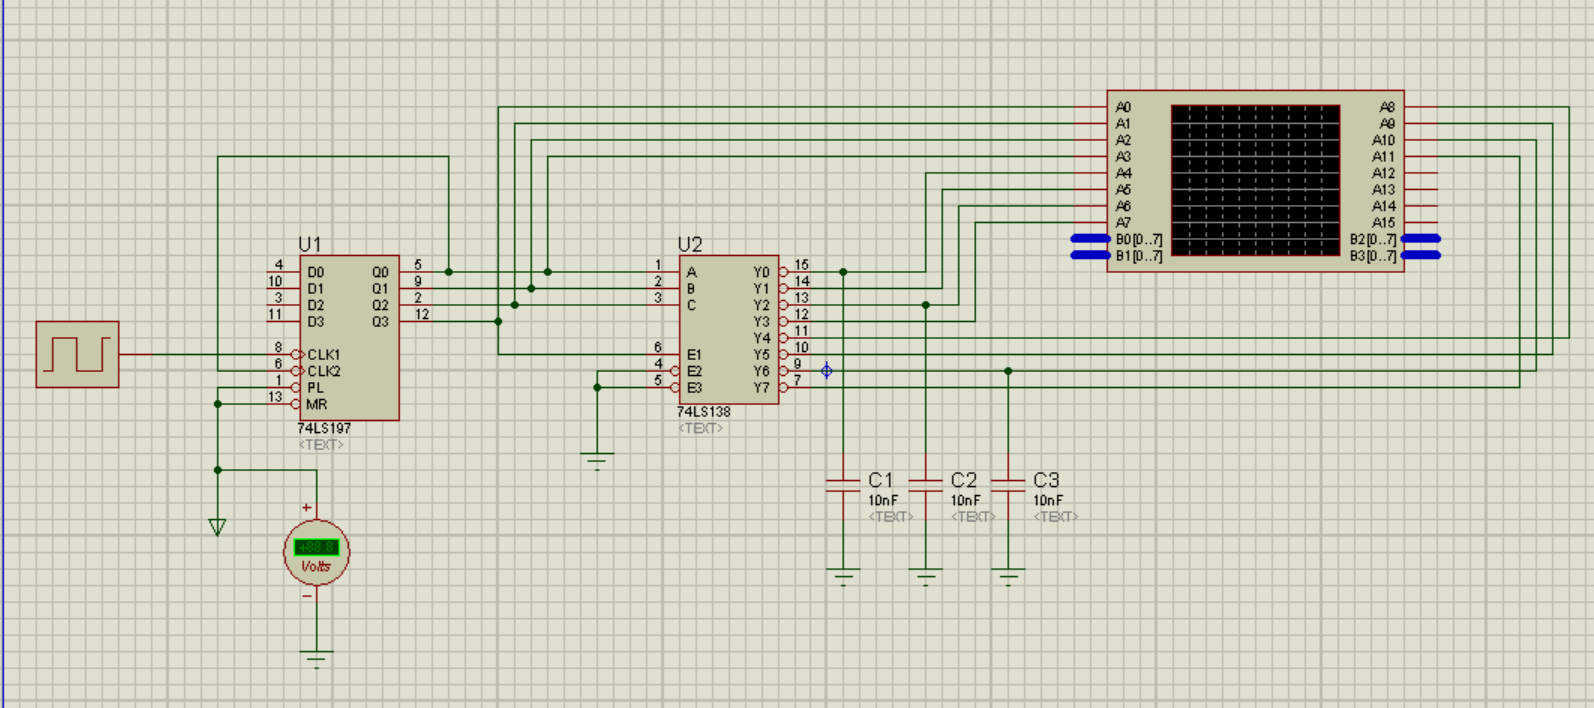 U1
4 D0 Q0 5
10 D1 Q1 9
3 D2 Q2 2
11 D3 Q3 12
8 CLK1
6 CLK2
1 PL
13 MR
74LS197
<TEXT>
+
+88.8
Volts
−
U2
1 A Y0 15
2 B Y1 14
3 C Y2 13
Y3 12
Y4 11
6 E1 Y5 10
4 E2 Y6 9
5 E3 Y7 7
74LS138
<TEXT>
C1
10nF
<TEXT>
C2
10nF
<TEXT>
C3
10nF
<TEXT>
A0 A8
A1 A9
A2 A10
A3 A11
A4 A12
A5 A13
A6 A14
A7 A15
B0[0..7] B2[0..7]
B1[0..7] B3[0..7]